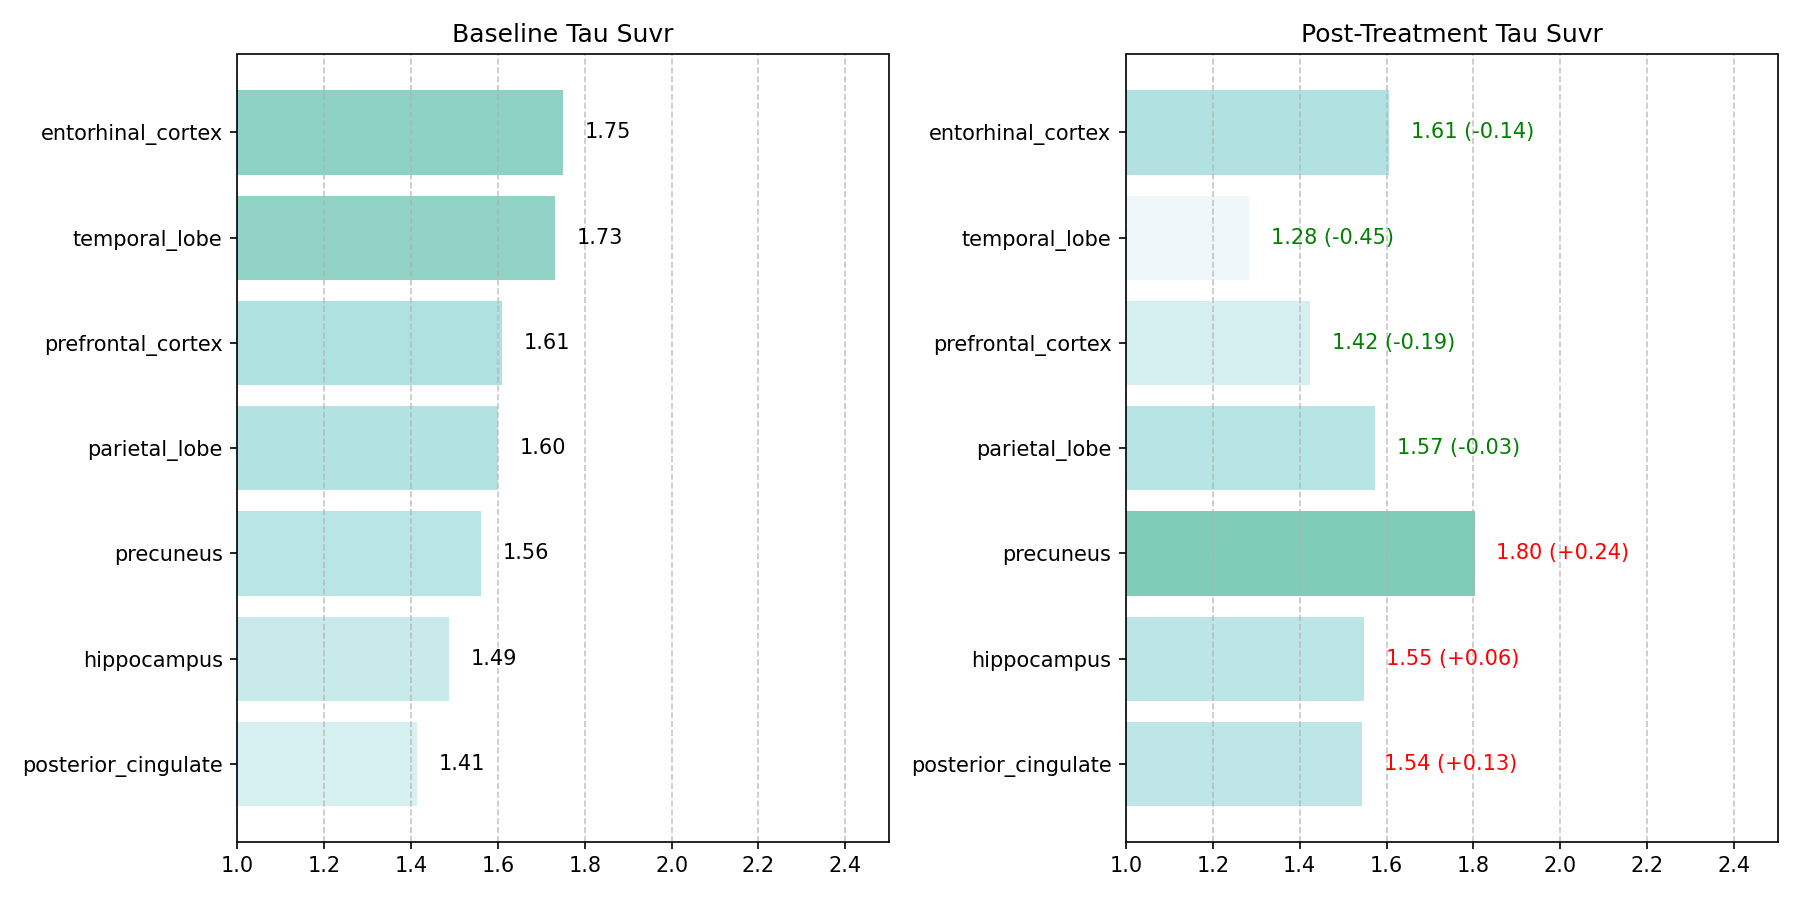 Baseline Tau Suvr
entorhinal_cortex 1.75
temporal_lobe 1.73
prefrontal_cortex 1.61
parietal_lobe 1.60
precuneus 1.56
hippocampus 1.49
posterior_cingulate 1.41
1.0 1.2 1.4 1.6 1.8 2.0 2.2 2.4
Post-Treatment Tau Suvr
entorhinal_cortex 1.61 (-0.14)
temporal_lobe 1.28 (-0.45)
prefrontal_cortex 1.42 (-0.19)
parietal_lobe 1.57 (-0.03)
precuneus 1.80 (+0.24)
hippocampus 1.55 (+0.06)
posterior_cingulate 1.54 (+0.13)
1.0 1.2 1.4 1.6 1.8 2.0 2.2 2.4